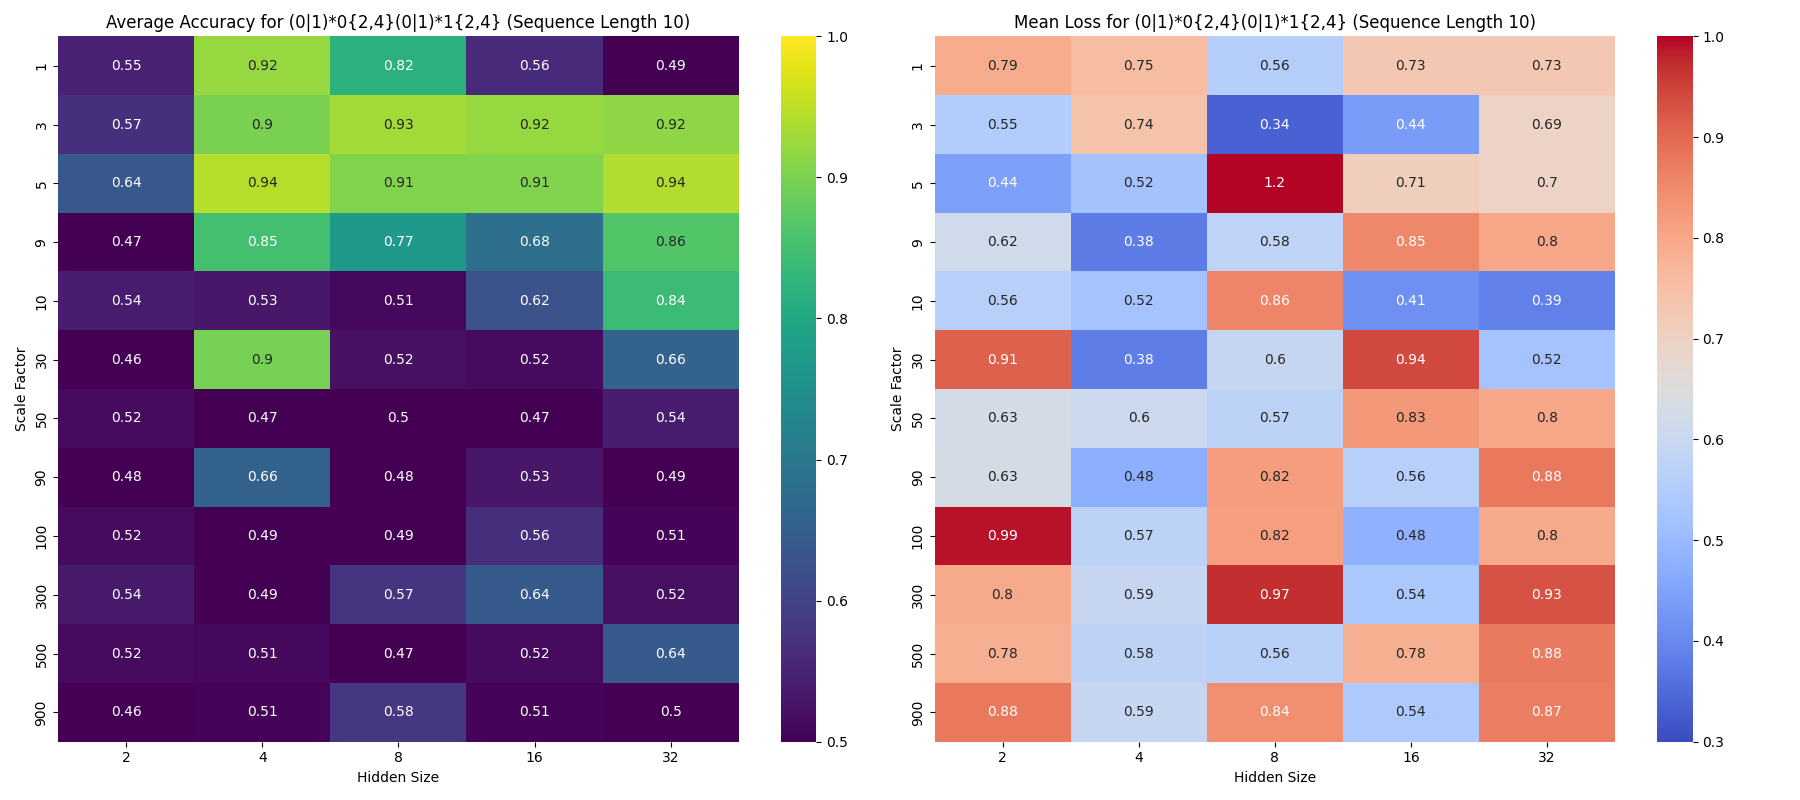 Average Accuracy for (0|1)*0{2,4}(0|1)*1{2,4} (Sequence Length 10)
1 0.55 0.92 0.82 0.56 0.49
3 0.57 0.9 0.93 0.92 0.92
5 0.64 0.94 0.91 0.91 0.94
9 0.47 0.85 0.77 0.68 0.86
10 0.54 0.53 0.51 0.62 0.84
30 0.46 0.9 0.52 0.52 0.66
50 0.52 0.47 0.5 0.47 0.54
90 0.48 0.66 0.48 0.53 0.49
100 0.52 0.49 0.49 0.56 0.51
300 0.54 0.49 0.57 0.64 0.52
500 0.52 0.51 0.47 0.52 0.64
900 0.46 0.51 0.58 0.51 0.5
2 4 8 16 32
Hidden Size
Scale Factor
1.0
0.9
0.8
0.7
0.6
0.5
Mean Loss for (0|1)*0{2,4}(0|1)*1{2,4} (Sequence Length 10)
1 0.79 0.75 0.56 0.73 0.73
3 0.55 0.74 0.34 0.44 0.69
5 0.44 0.52 1.2 0.71 0.7
9 0.62 0.38 0.58 0.85 0.8
10 0.56 0.52 0.86 0.41 0.39
30 0.91 0.38 0.6 0.94 0.52
50 0.63 0.6 0.57 0.83 0.8
90 0.63 0.48 0.82 0.56 0.88
100 0.99 0.57 0.82 0.48 0.8
300 0.8 0.59 0.97 0.54 0.93
500 0.78 0.58 0.56 0.78 0.88
900 0.88 0.59 0.84 0.54 0.87
2 4 8 16 32
Hidden Size
Scale Factor
1.0
0.9
0.8
0.7
0.6
0.5
0.4
0.3